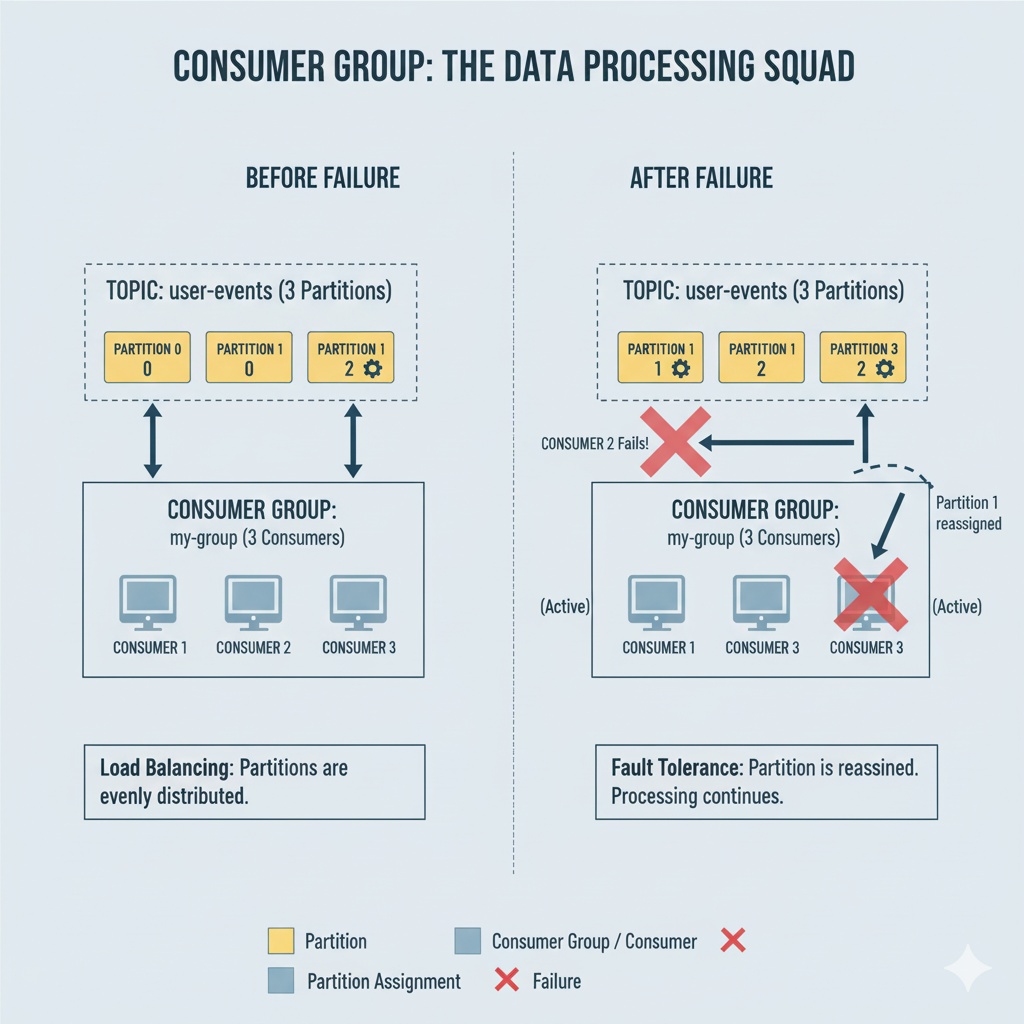 CONSUMER GROUP: THE DATA PROCESSING SQUAD
BEFORE FAILURE
TOPIC: user-events (3 Partitions)
PARTITION 0
0
PARTITION 1
0
PARTITION 1
2
CONSUMER GROUP:
my-group (3 Consumers)
CONSUMER 1
CONSUMER 2
CONSUMER 3
Load Balancing: Partitions are
evenly distributed.
AFTER FAILURE
TOPIC: user-events (3 Partitions)
PARTITION 1
1
PARTITION 1
2
PARTITION 3
2
CONSUMER 2 Fails!
CONSUMER GROUP:
my-group (3 Consumers)
Partition 1
reassigned
(Active)
(Active)
CONSUMER 1
CONSUMER 3
CONSUMER 3
Fault Tolerance: Partition is reassined.
Processing continues.
Partition
Consumer Group / Consumer
Partition Assignment
Failure